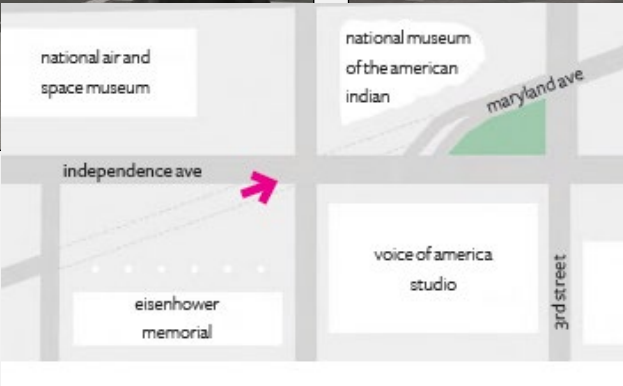 national air and
space museum
national museum
of the american
indian
maryland ave
independence ave
voice of america
studio
3rd street
eisenhower
memorial